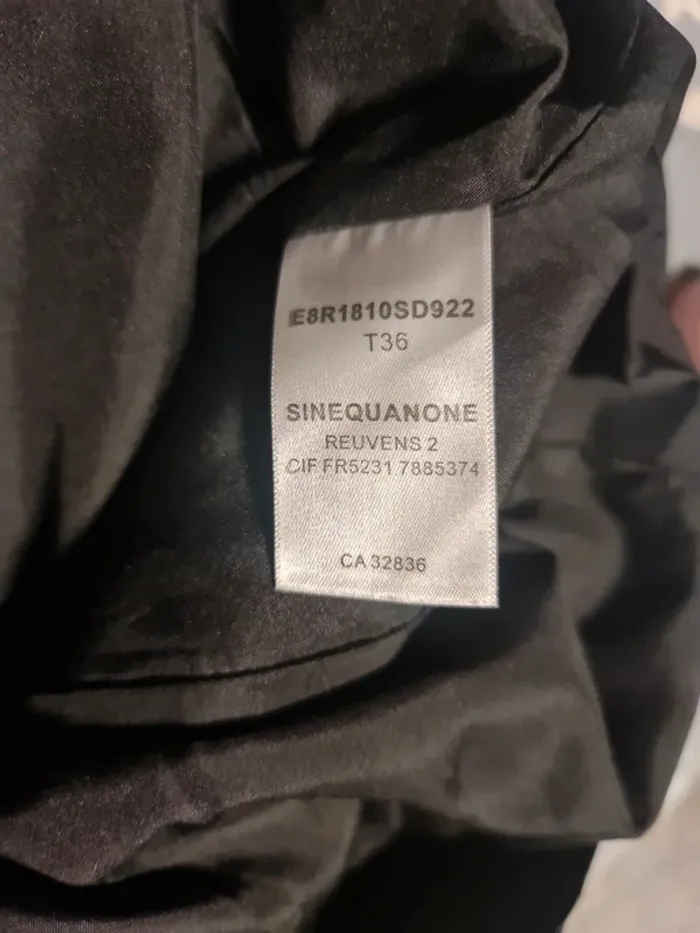 E8R1810SD922
T36
SINEQUANONE
REUVENS 2
CIF FR5231 7885374
CA 32836